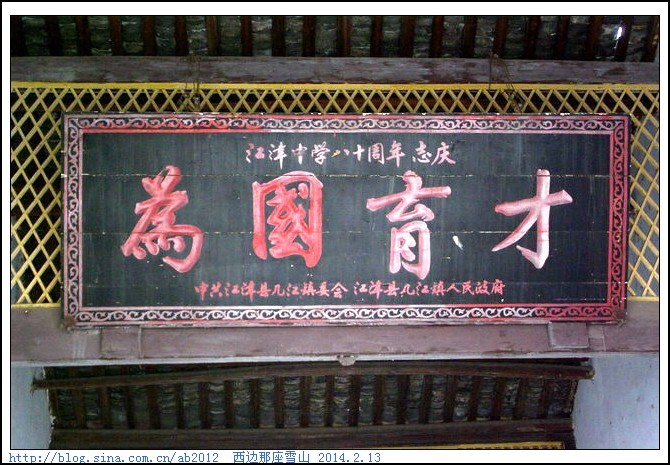 江津中学八十周年志庆
為國育才
中共江津县几江镇委会 江津县几江镇人民政府
http://blog.sina.com.cn/ab2012 西边那座雪山 2014.2.13